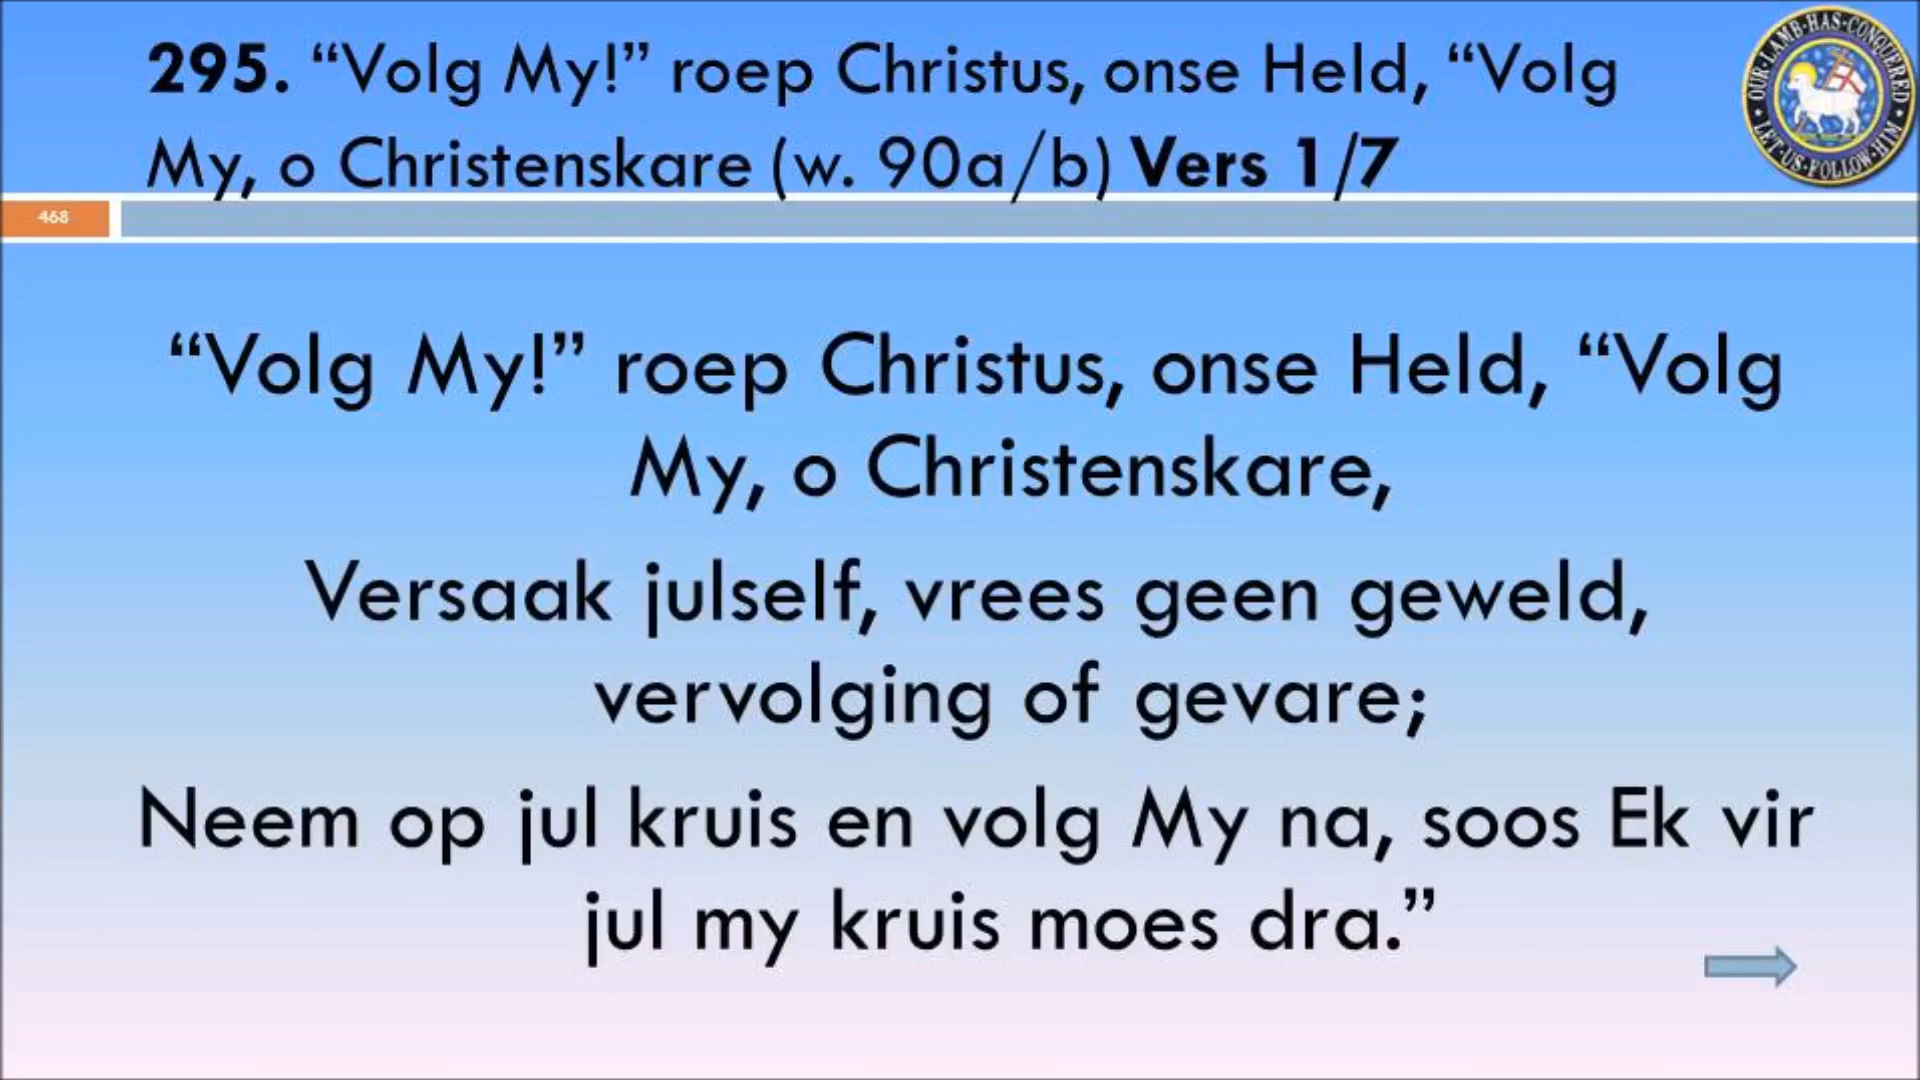 295. “Volg My!” roep Christus, onse Held, “Volg
My, o Christenskare (w. 90a/b) Vers 1/7
OUR·LAMB·HAS·CONQUERED·LET·US·FOLLOW·HIM
468
“Volg My!” roep Christus, onse Held, “Volg
My, o Christenskare,
Versaak julself, vrees geen geweld,
vervolging of gevare;
Neem op jul kruis en volg My na, soos Ek vir
jul my kruis moes dra.”